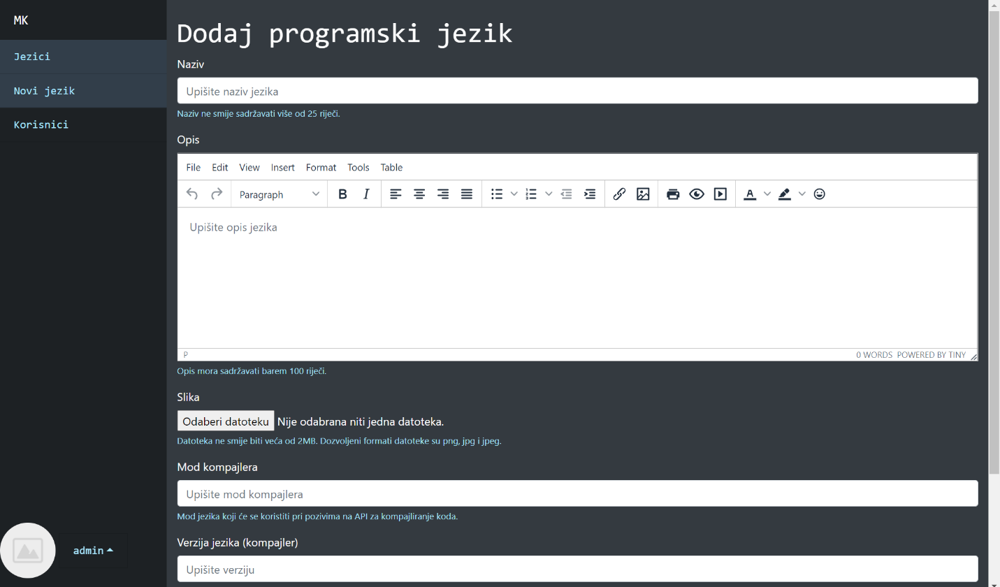 MK
Jezici
Novi jezik
Korisnici
admin
Dodaj programski jezik
Naziv
Upišite naziv jezika
Naziv ne smije sadržavati više od 25 riječi.
Opis
File Edit View Insert Format Tools Table
Paragraph B I A
Upišite opis jezika
P 0 WORDS POWERED BY TINY
Opis mora sadržavati barem 100 riječi.
Slika
Odaberi datoteku Nije odabrana niti jedna datoteka.
Datoteka ne smije biti veća od 2MB. Dozvoljeni formati datoteke su png, jpg i jpeg.
Mod kompajlera
Upišite mod kompajlera
Mod jezika koji će se koristiti pri pozivima na API za kompajliranje koda.
Verzija jezika (kompajler)
Upišite verziju